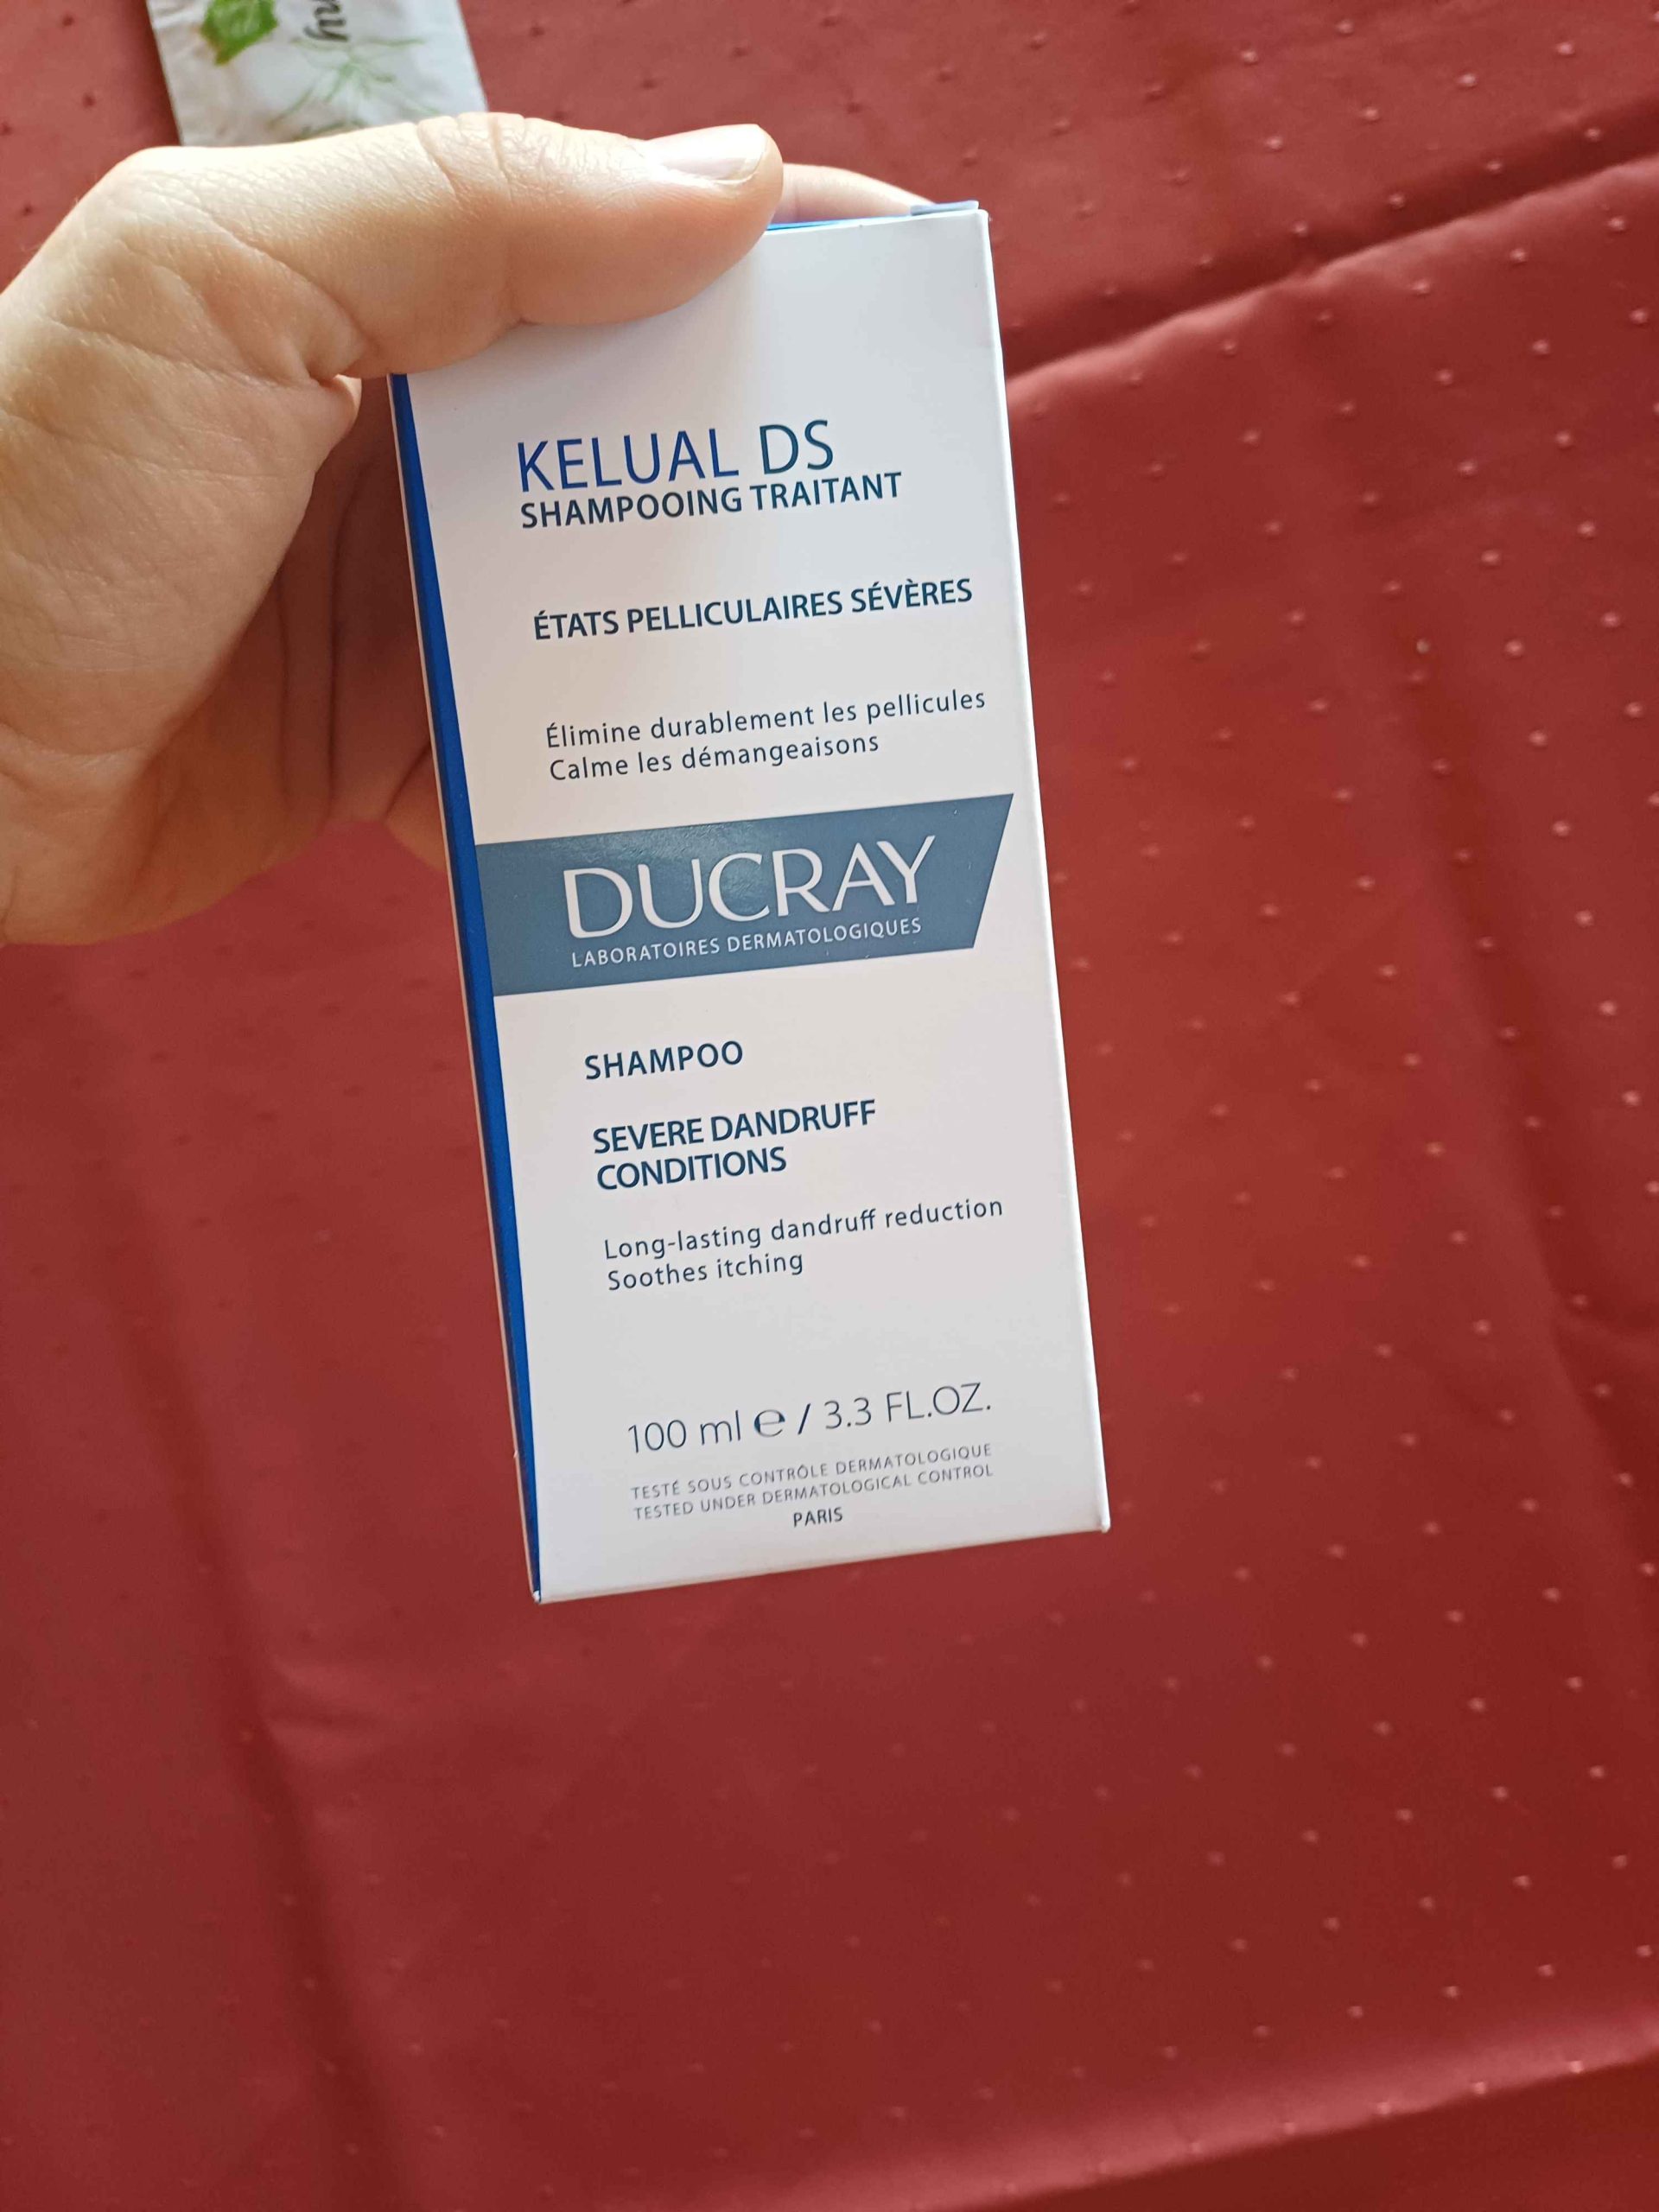 KELUAL DS
SHAMPOOING TRAITANT
ÉTATS PELLICULAIRES SÉVÈRES
Élimine durablement les pellicules
Calme les démangeaisons
DUCRAY
LABORATOIRES DERMATOLOGIQUES
SHAMPOO
SEVERE DANDRUFF
CONDITIONS
Long-lasting dandruff reduction
Soothes itching
100 ml ℮ / 3.3 FL.OZ.
TESTÉ SOUS CONTRÔLE DERMATOLOGIQUE
TESTED UNDER DERMATOLOGICAL CONTROL
PARIS